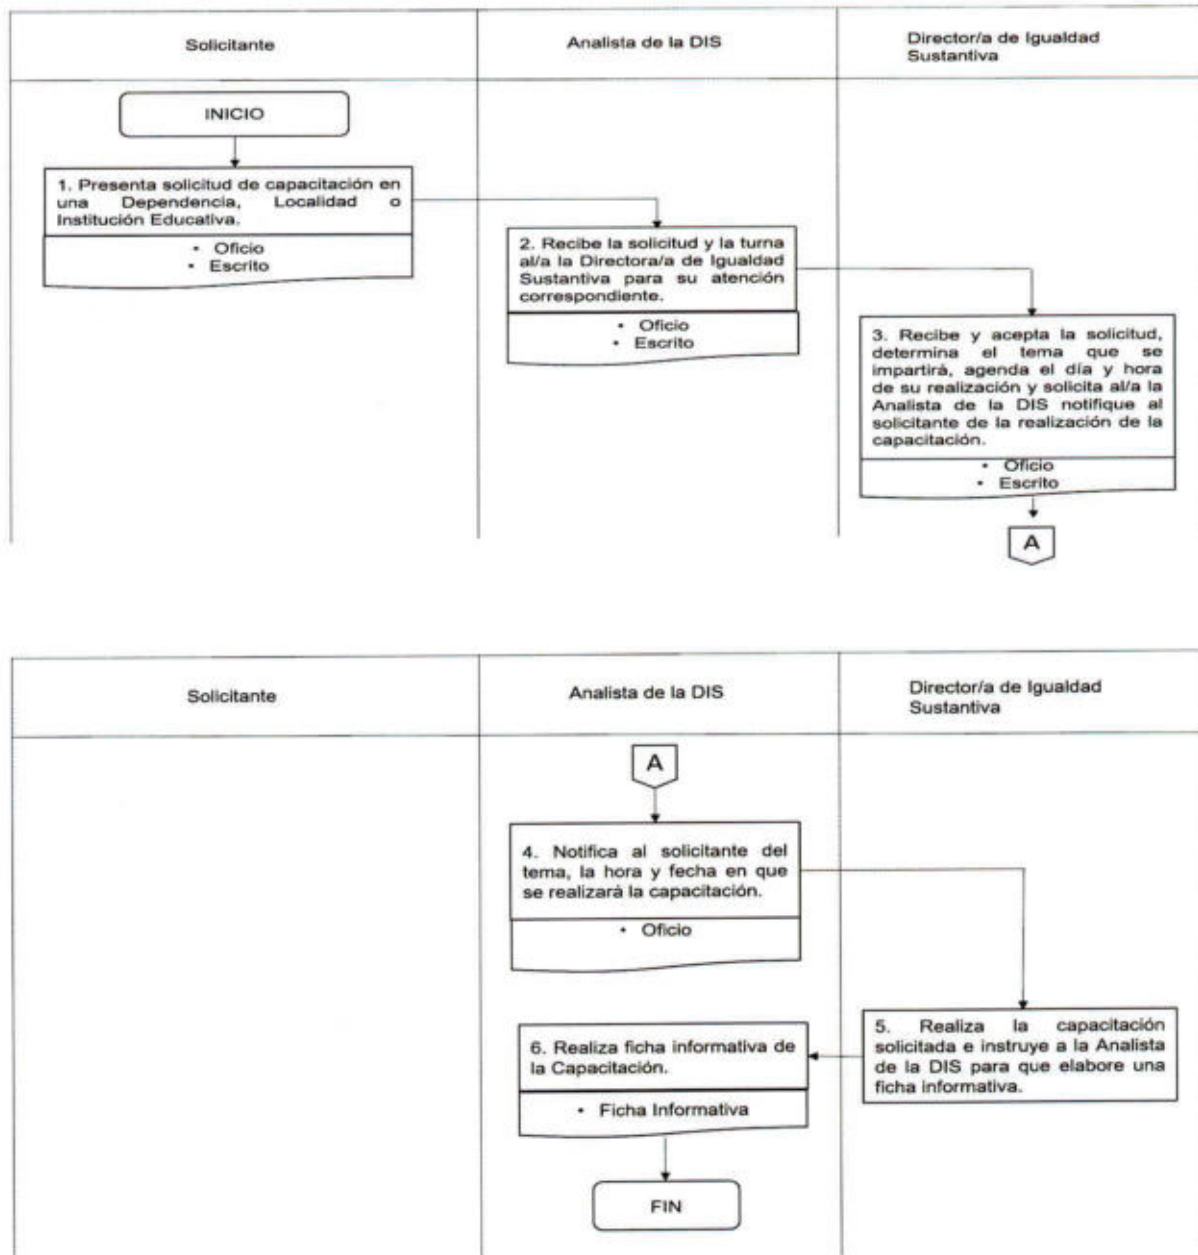 Solicitante
Analista de la DIS
Director/a de Igualdad
Sustantiva
INICIO
1. Presenta solicitud de capacitación en
una Dependencia, Localidad o
Institución Educativa.
• Oficio
• Escrito
2. Recibe la solicitud y la turna
al/a la Directora/a de Igualdad
Sustantiva para su atención
correspondiente.
• Oficio
• Escrito
3. Recibe y acepta la solicitud,
determina el tema que se
impartirá, agenda el día y hora
de su realización y solicita al/a la
Analista de la DIS notifique al
solicitante de la realización de la
capacitación.
• Oficio
• Escrito
A
Solicitante
Analista de la DIS
Director/a de Igualdad
Sustantiva
A
4. Notifica al solicitante del
tema, la hora y fecha en que
se realizará la capacitación.
• Oficio
5. Realiza la capacitación
solicitada e instruye a la Analista
de la DIS para que elabore una
ficha informativa.
6. Realiza ficha informativa de
la Capacitación.
• Ficha Informativa
FIN